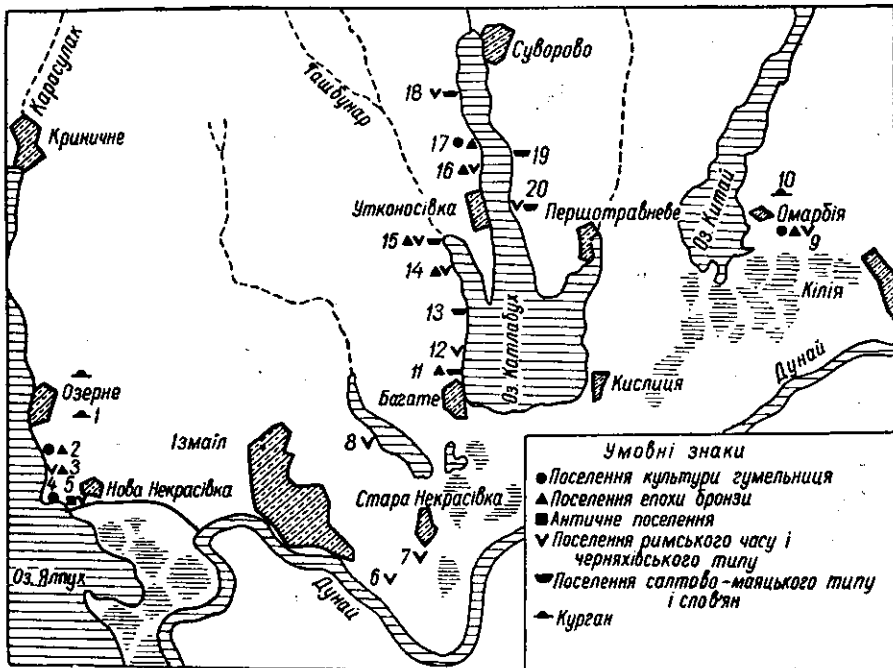 Карасулак
Криничне
Ташбунар
Суворово
18
17
16
19
20
Утконосівка
Першотравневе
15
14
13
12
11
Оз. Катлабух
Багате
Кислиця
Оз. Китай
10
Омарбія
9
Кілія
Дунай
Озерне
1
2
3
4
5
Нова Некрасівка
Ізмаїл
8
Стара Некрасівка
7
6
Дунай
Оз. Ялпух
Умовні знаки
Поселення культури гумельниця
Поселення епохи бронзи
Античне поселення
Поселення римського часу і
черняхівського типу
Поселення салтово-маяцького типу
і слов'ян
Курган